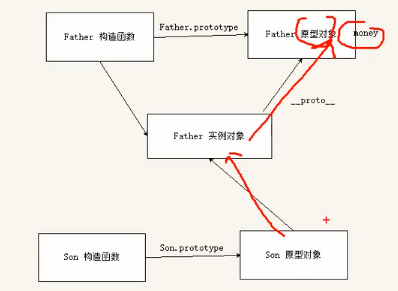 Father 构造函数
Father.prototype
Father 原型对象
money
__proto__
Father 实例对象
Son 构造函数
Son.prototype
Son 原型对象